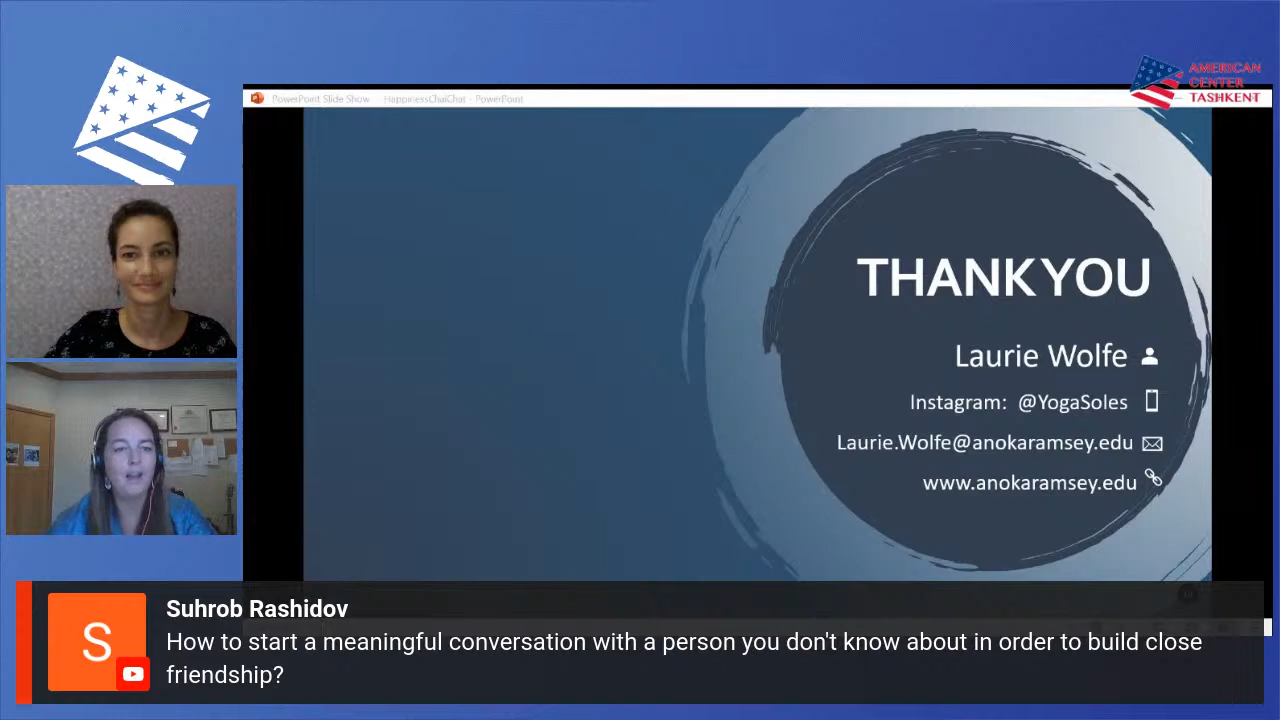 AMERICAN
CENTER
TASHKENT
PowerPoint Slide Show - HappinessChaiChat - PowerPoint
THANK YOU
Laurie Wolfe
Instagram: @YogaSoles
Laurie.Wolfe@anokaramsey.edu
www.anokaramsey.edu
S
Suhrob Rashidov
How to start a meaningful conversation with a person you don't know about in order to build close
friendship?